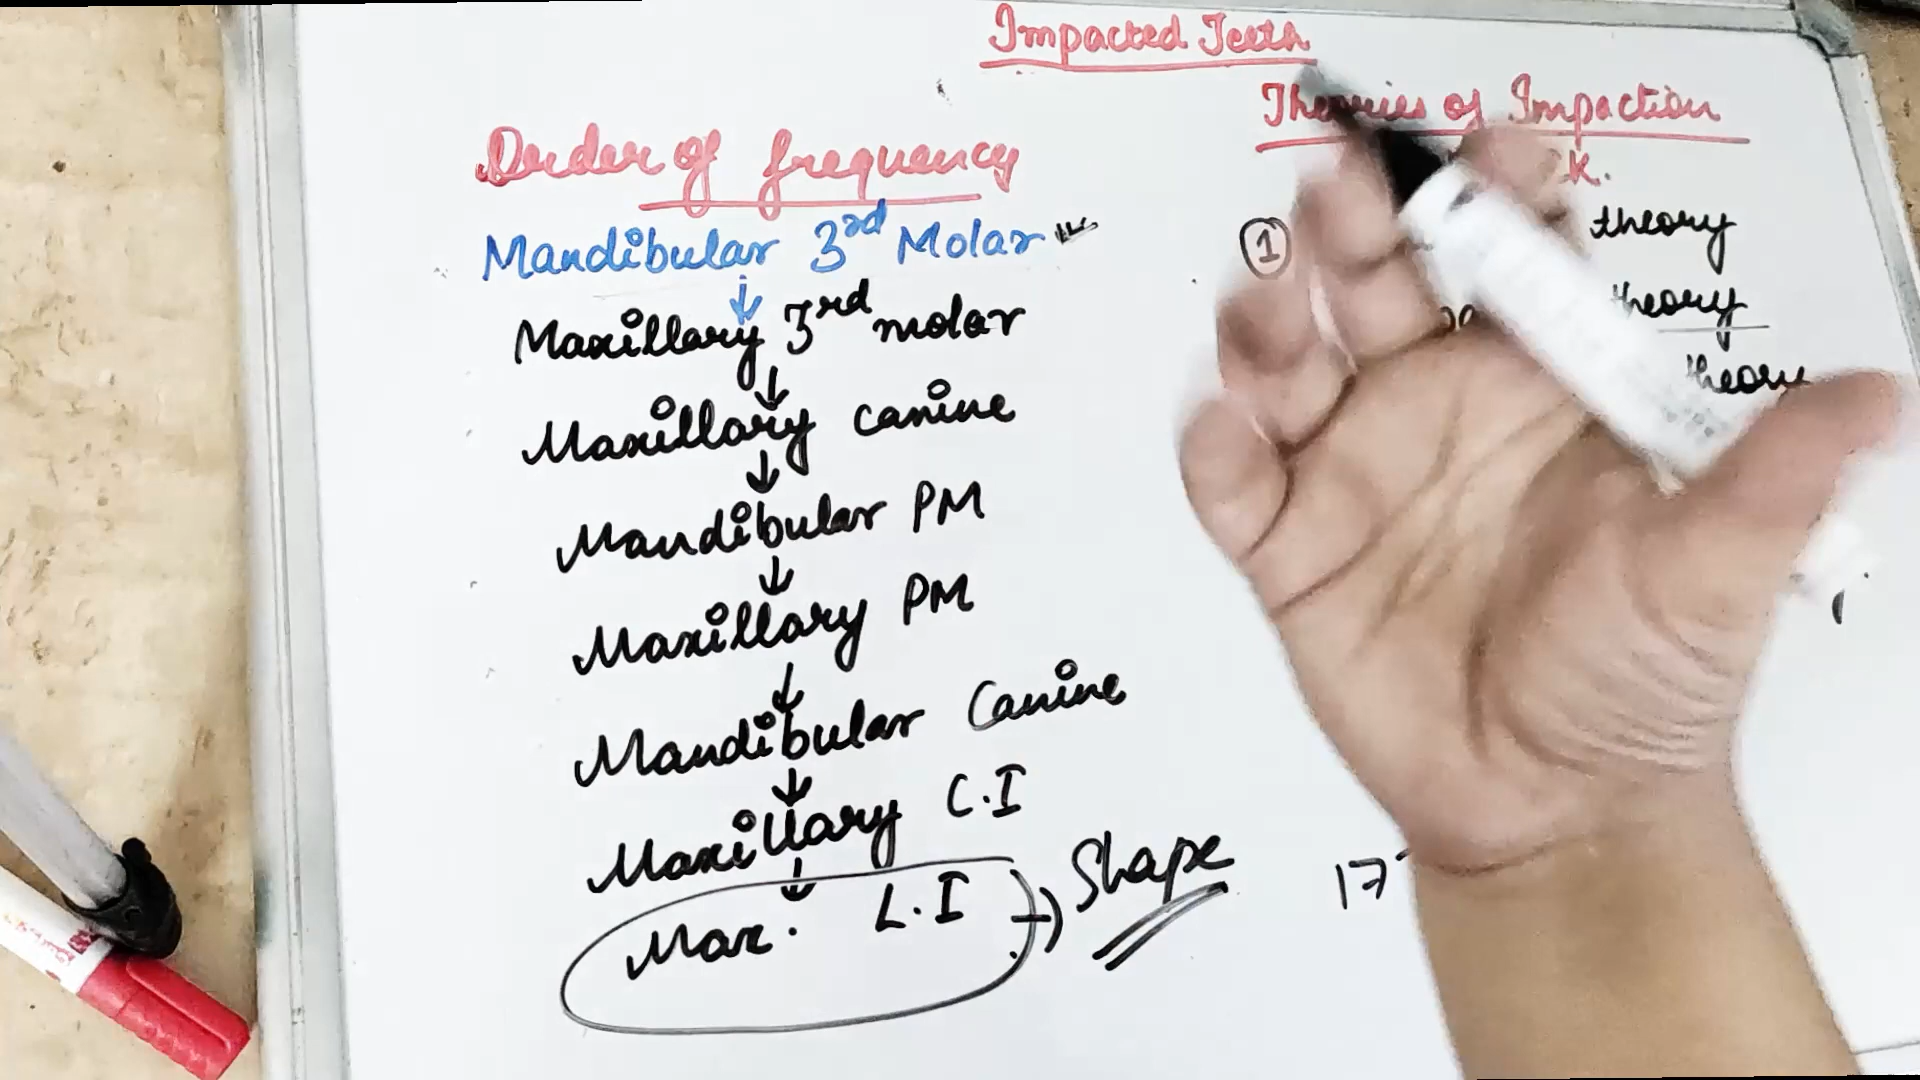 Impacted Teeth
Theories of Impaction
K.
Order of frequency
Mandibular 3rd Molar
↓
Maxillary 3rd molar
↓
Maxillary canine
↓
Mandibular PM
↓
Maxillary PM
↓
Mandibular Canine
↓
Maxillary C.I
↓
Max. L.I → Shape
1 theory
theory
theory
17